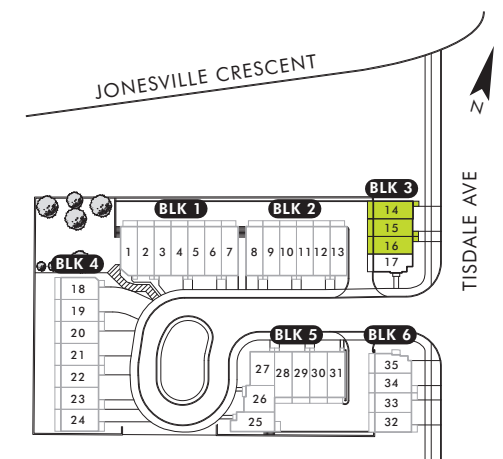 JONESVILLE CRESCENT
N
TISDALE AVE
BLK 3
14
15
16
17
BLK 1
1 2 3 4 5 6 7
BLK 2
8 9 10 11 12 13
BLK 4
18
19
20
21
22
23
24
BLK 5
27 28 29 30 31
26
25
BLK 6
35
34
33
32